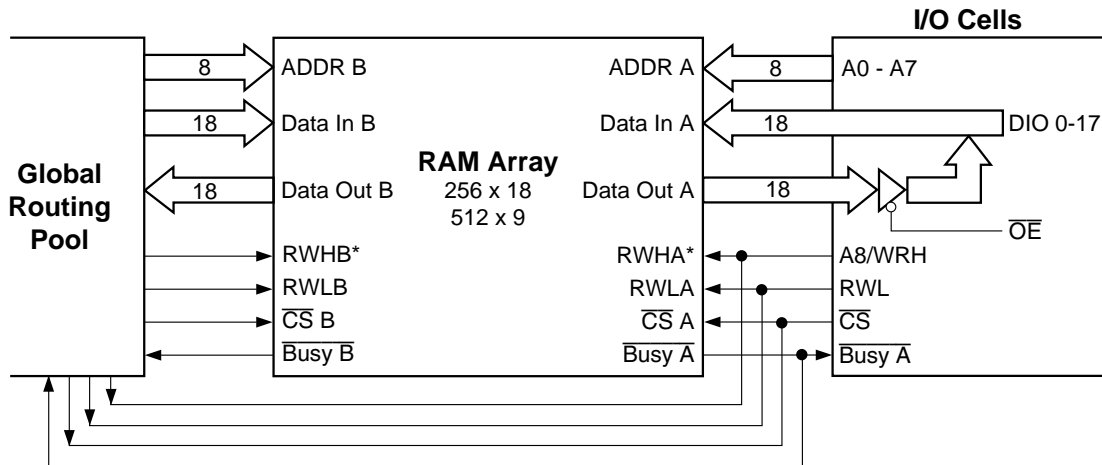 I/O Cells
8
ADDR B
ADDR A
8
A0 - A7
18
Data In B
Data In A
18
DIO 0-17
Global
Routing
Pool
RAM Array
256 x 18
512 x 9
18
Data Out B
Data Out A
18
OE
RWHB*
RWHA*
A8/WRH
RWLB
RWLA
RWL
CS B
CS A
CS
Busy B
Busy A
Busy A